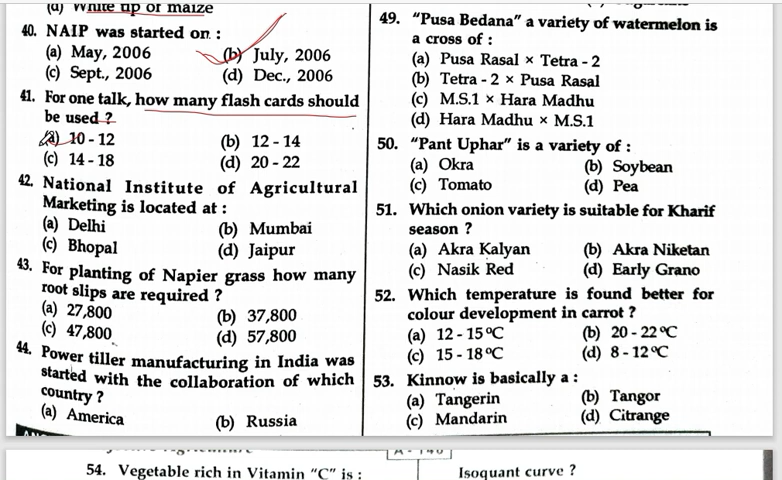 (d) White tip of maize
40. NAIP was started on :
(a) May, 2006 (b) July, 2006
(c) Sept., 2006 (d) Dec., 2006
41. For one talk, how many flash cards should
be used ?
(a) 10 - 12 (b) 12 - 14
(c) 14 - 18 (d) 20 - 22
42. National Institute of Agricultural
Marketing is located at :
(a) Delhi (b) Mumbai
(c) Bhopal (d) Jaipur
43. For planting of Napier grass how many
root slips are required ?
(a) 27,800 (b) 37,800
(c) 47,800 (d) 57,800
44. Power tiller manufacturing in India was
started with the collaboration of which
country ?
(a) America (b) Russia
49. "Pusa Bedana" a variety of watermelon is
a cross of :
(a) Pusa Rasal × Tetra - 2
(b) Tetra - 2 × Pusa Rasal
(c) M.S.1 × Hara Madhu
(d) Hara Madhu × M.S.1
50. "Pant Uphar" is a variety of :
(a) Okra (b) Soybean
(c) Tomato (d) Pea
51. Which onion variety is suitable for Kharif
season ?
(a) Akra Kalyan (b) Akra Niketan
(c) Nasik Red (d) Early Grano
52. Which temperature is found better for
colour development in carrot ?
(a) 12 - 15°C (b) 20 - 22°C
(c) 15 - 18°C (d) 8 - 12°C
53. Kinnow is basically a :
(a) Tangerin (b) Tangor
(c) Mandarin (d) Citrange
54. Vegetable rich in Vitamin "C" is :
Isoquant curve ?